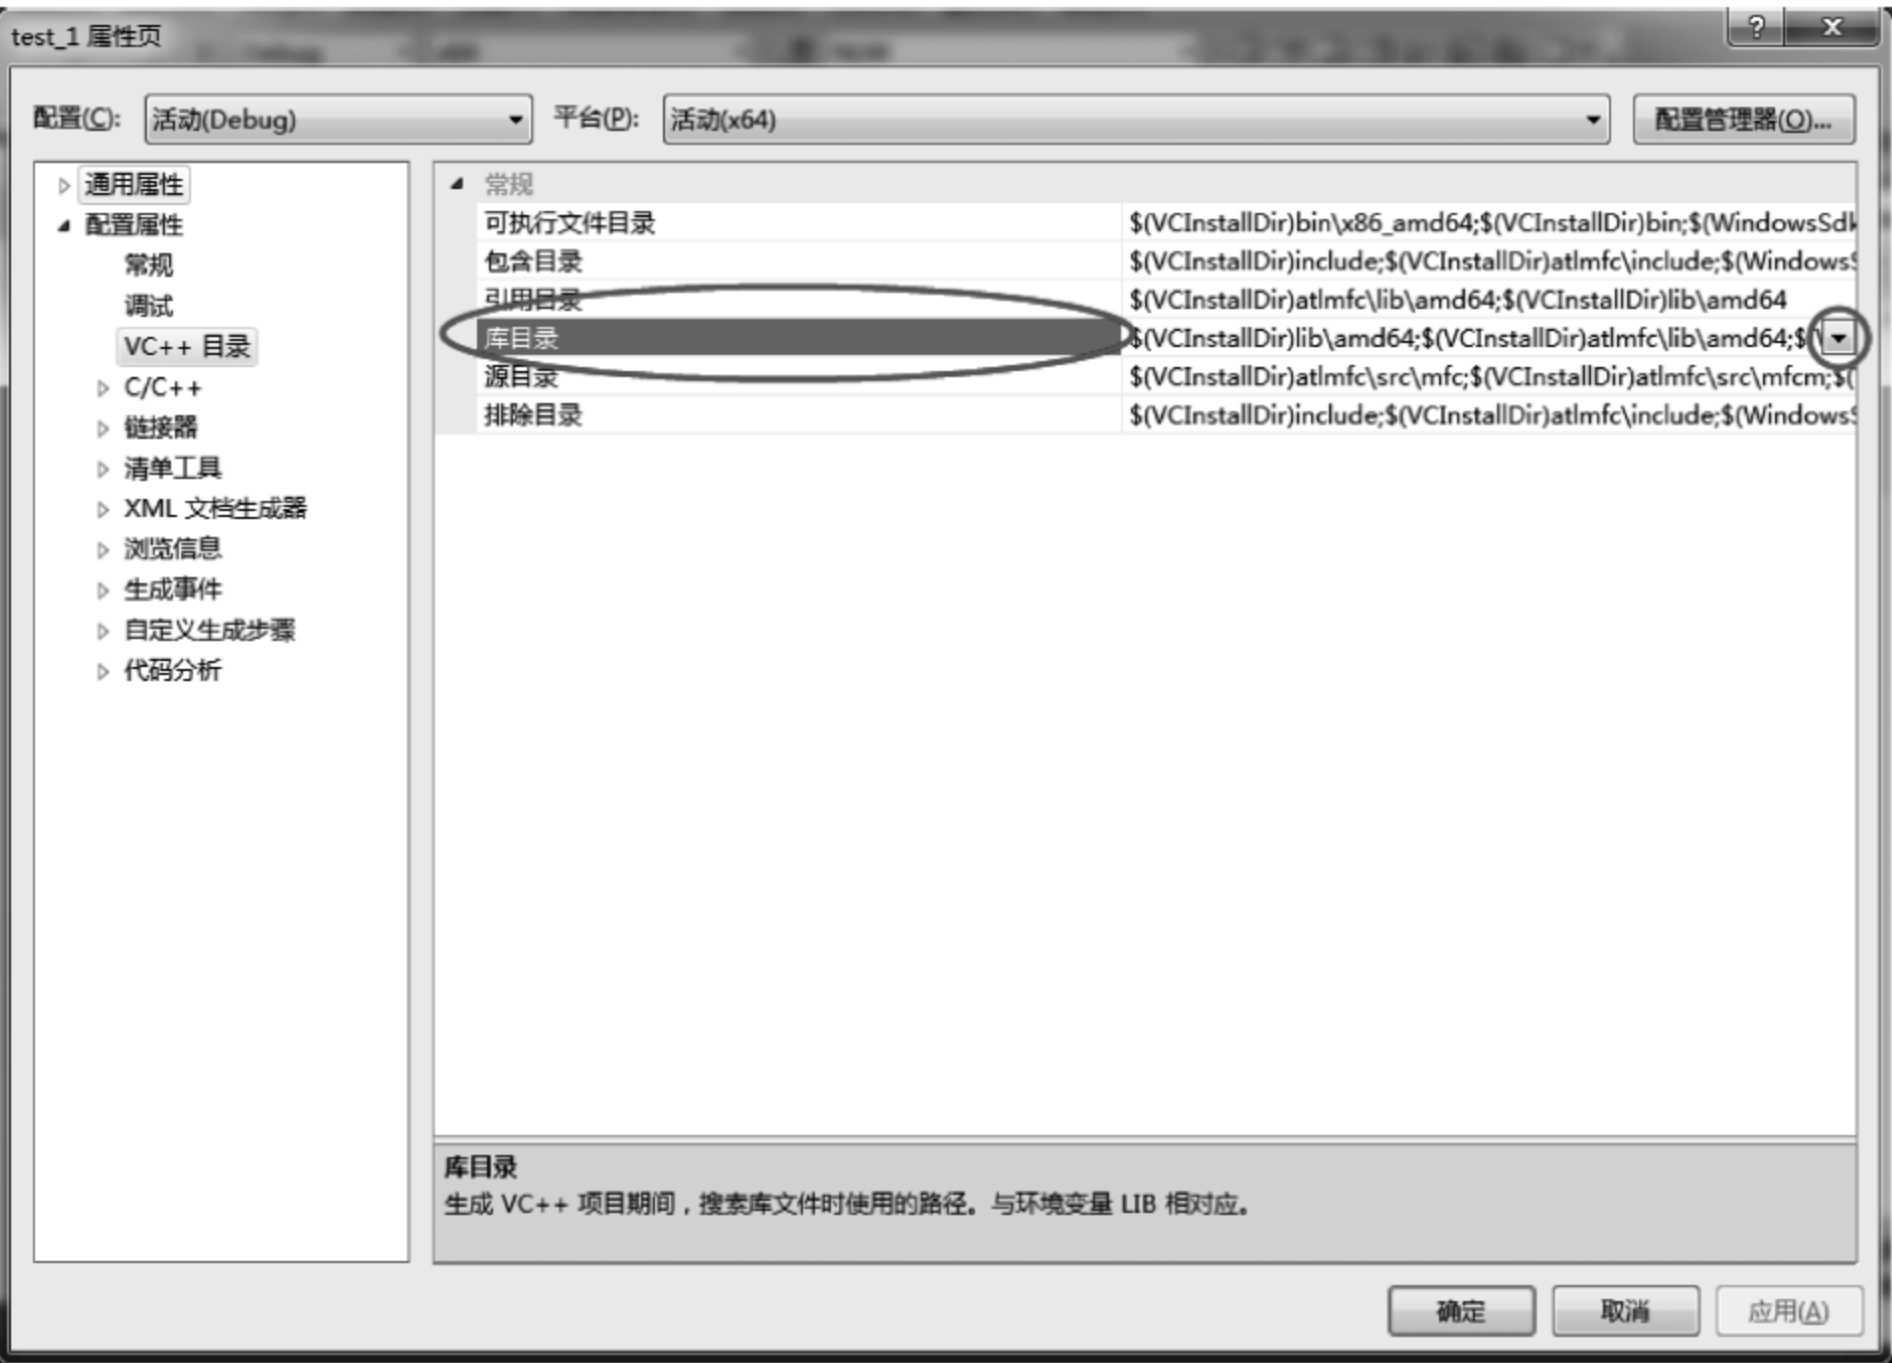 test_1 属性页
配置(C): 活动(Debug) 平台(P): 活动(x64) 配置管理器(O)...
通用属性
配置属性
常规
调试
VC++ 目录
C/C++
链接器
清单工具
XML 文档生成器
浏览信息
生成事件
自定义生成步骤
代码分析
常规
可执行文件目录 $(VCInstallDir)bin\x86_amd64;$(VCInstallDir)bin;$(WindowsSdk
包含目录 $(VCInstallDir)include;$(VCInstallDir)atlmfc\include;$(WindowsS
引用目录 $(VCInstallDir)atlmfc\lib\amd64;$(VCInstallDir)lib\amd64
库目录 $(VCInstallDir)lib\amd64;$(VCInstallDir)atlmfc\lib\amd64;$
源目录 $(VCInstallDir)atlmfc\src\mfc;$(VCInstallDir)atlmfc\src\mfcm;$(
排除目录 $(VCInstallDir)include;$(VCInstallDir)atlmfc\include;$(WindowsS
库目录
生成 VC++ 项目期间，搜索库文件时使用的路径。与环境变量 LIB 相对应。
确定 取消 应用(A)